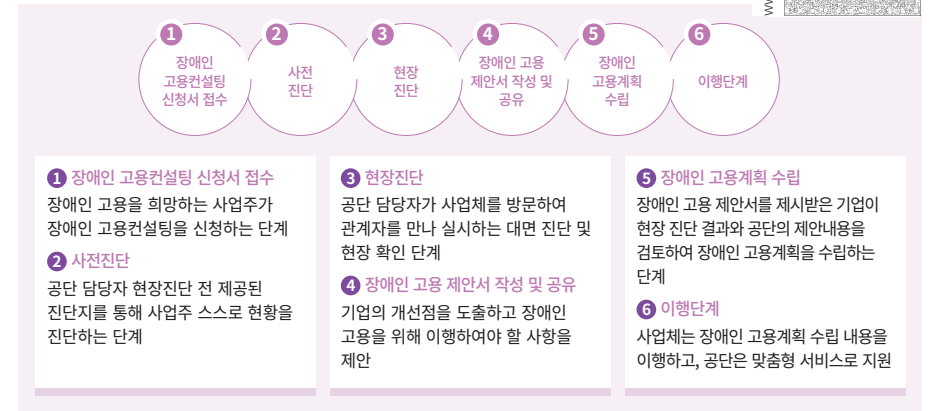 WW
1
장애인
고용컨설팅
신청서 접수
2
사전
진단
3
현장
진단
4
장애인 고용
제안서 작성 및
공유
5
장애인
고용계획
수립
6
이행단계
1 장애인 고용컨설팅 신청서 접수
장애인 고용을 희망하는 사업주가
장애인 고용컨설팅을 신청하는 단계
2 사전진단
공단 담당자 현장진단 전 제공된
진단지를 통해 사업주 스스로 현황을
진단하는 단계
3 현장진단
공단 담당자가 사업체를 방문하여
관계자를 만나 실시하는 대면 진단 및
현장 확인 단계
4 장애인 고용 제안서 작성 및 공유
기업의 개선점을 도출하고 장애인
고용을 위해 이행하여야 할 사항을
제안
5 장애인 고용계획 수립
장애인 고용 제안서를 제시받은 기업이
현장 진단 결과와 공단의 제안내용을
검토하여 장애인 고용계획을 수립하는
단계
6 이행단계
사업체는 장애인 고용계획 수립 내용을
이행하고, 공단은 맞춤형 서비스로 지원